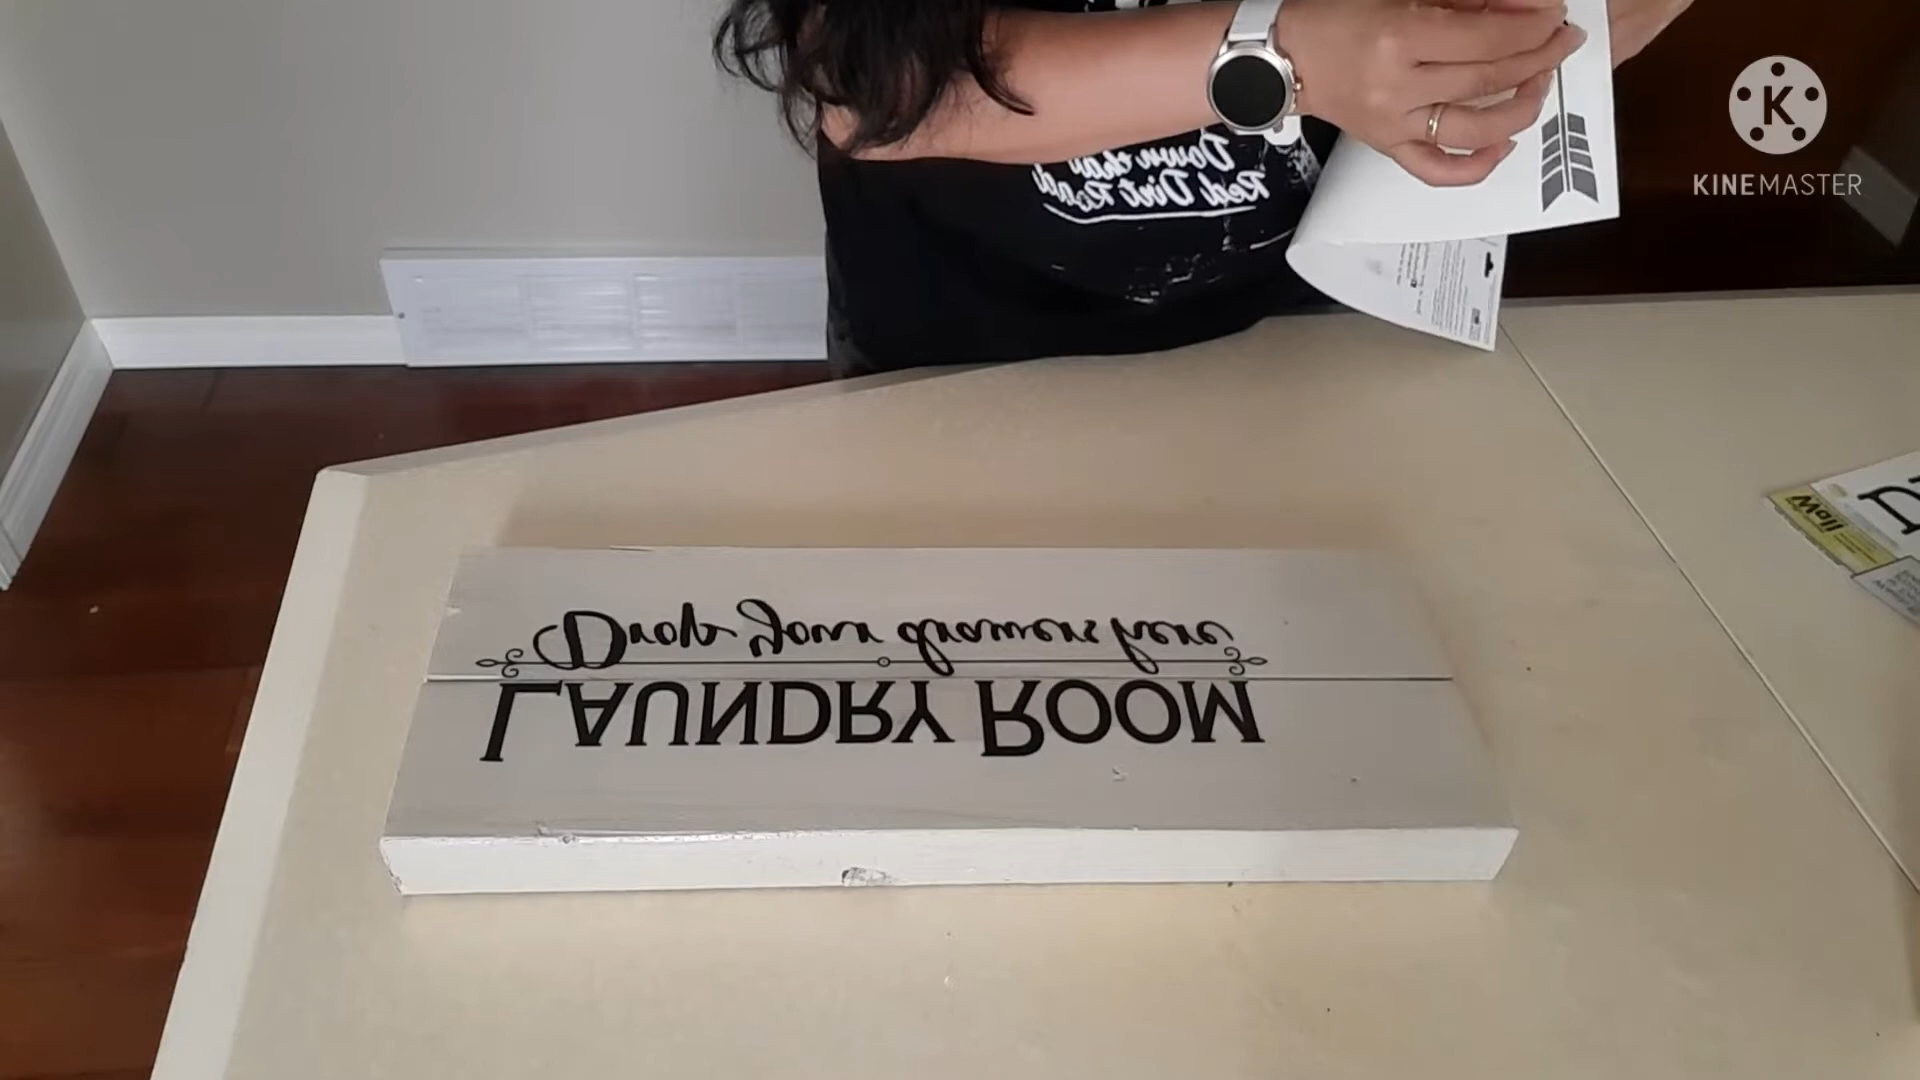 KINEMASTER
Down that
Red Dirt Road
Wall
LAUNDRY ROOM
Drop your drawers here